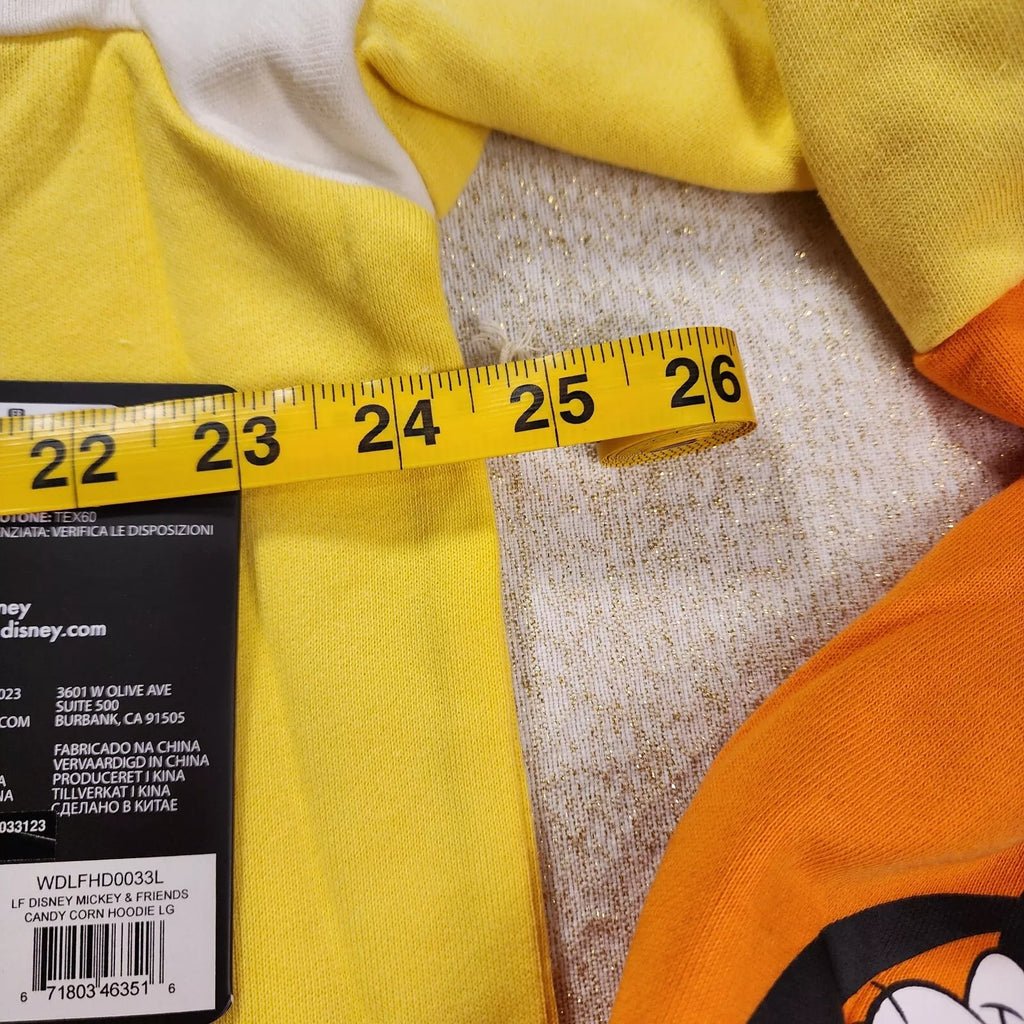 22 23 24 25 26
OTONE: TEX60
NZIATA: VERIFICA LE DISPOSIZIONI
ney
disney.com
023
COM
3601 W OLIVE AVE
SUITE 500
BURBANK, CA 91505
FABRICADO NA CHINA
VERVAARDIGD IN CHINA
PRODUCERET I KINA
TILLVERKAT I KINA
СДЕЛАНО В КИТАЕ
A
NA
033123
WDLFHD0033L
LF DISNEY MICKEY & FRIENDS
CANDY CORN HOODIE LG
6 71803 46351 6